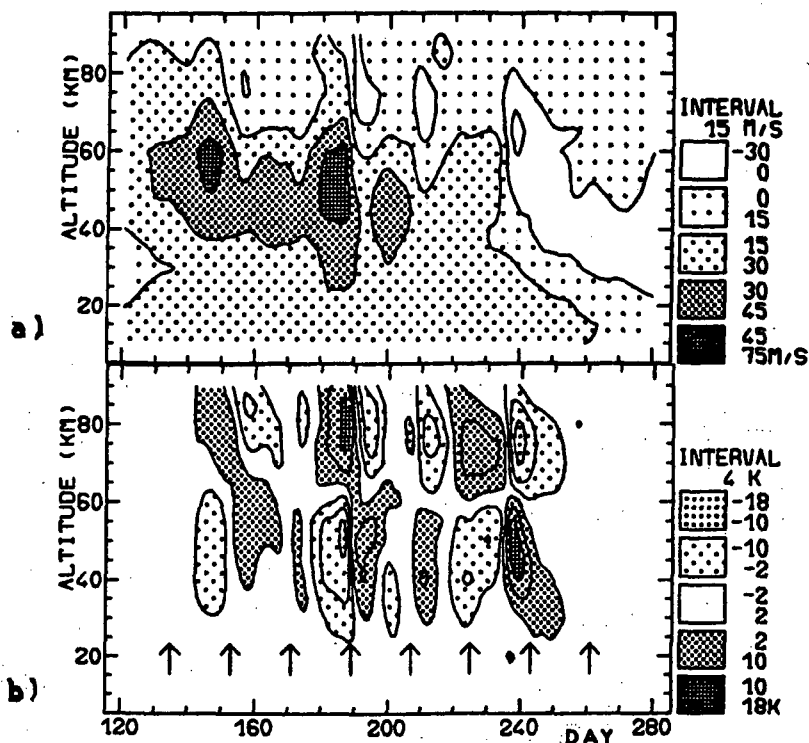 80
60
40
20
ALTITUDE (KM)
a)
INTERVAL
15 M/S
-30
0
0
15
15
30
30
45
45
75M/S
80
60
40
20
ALTITUDE (KM)
b)
120
160
200
240
280
DAY
INTERVAL
4 K
-18
-10
-10
-2
-2
2
2
10
10
18K